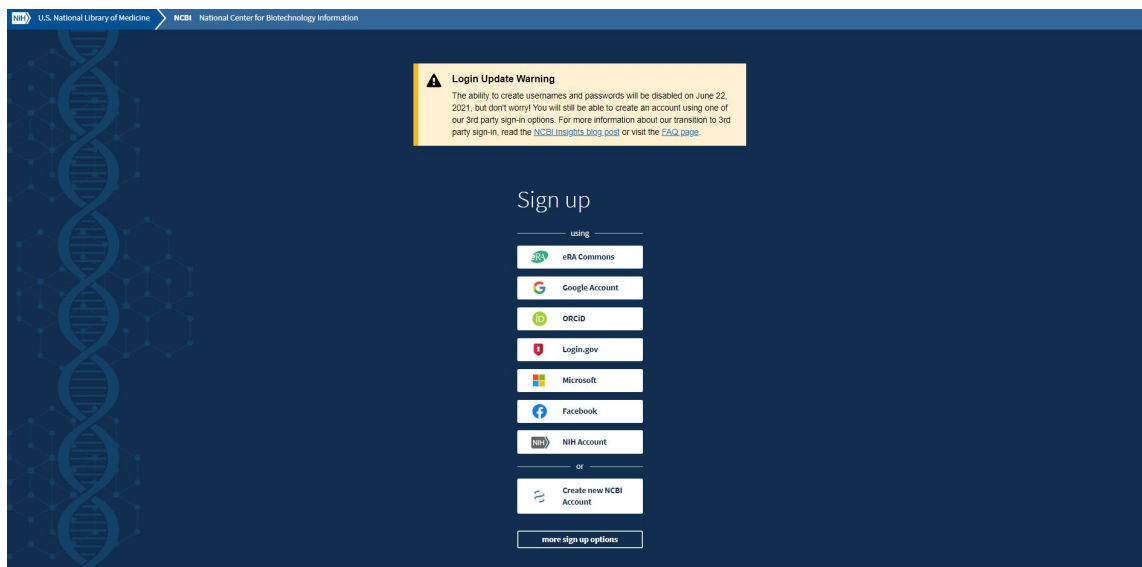 NIH U.S. National Library of Medicine NCBI National Center for Biotechnology Information
Login Update Warning
The ability to create usernames and passwords will be disabled on June 22,
2021, but don't worry! You will still be able to create an account using one of
our 3rd party sign-in options. For more information about our transition to 3rd
party sign-in, read the NCBI Insights blog post or visit the FAQ page.
Sign up
using
eRA eRA Commons
G Google Account
iD ORCiD
Login.gov
Microsoft
f Facebook
NIH NIH Account
or
Create new NCBI
Account
more sign up options